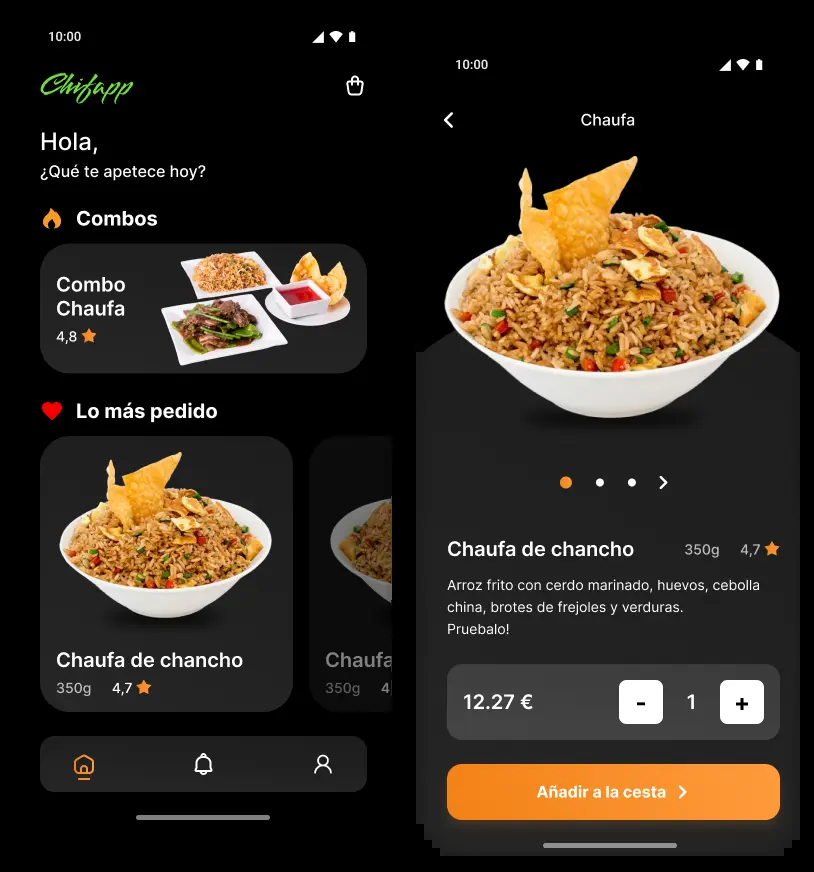 10:00
Chifapp
Hola,
¿Qué te apetece hoy?
Combos
Combo
Chaufa
4,8
Lo más pedido
Chaufa de chancho
350g 4,7
Chaufa
350g 4
10:00
Chaufa
Chaufa de chancho 350g 4,7
Arroz frito con cerdo marinado, huevos, cebolla
china, brotes de frejoles y verduras.
Pruebalo!
12.27 € - 1 +
Añadir a la cesta